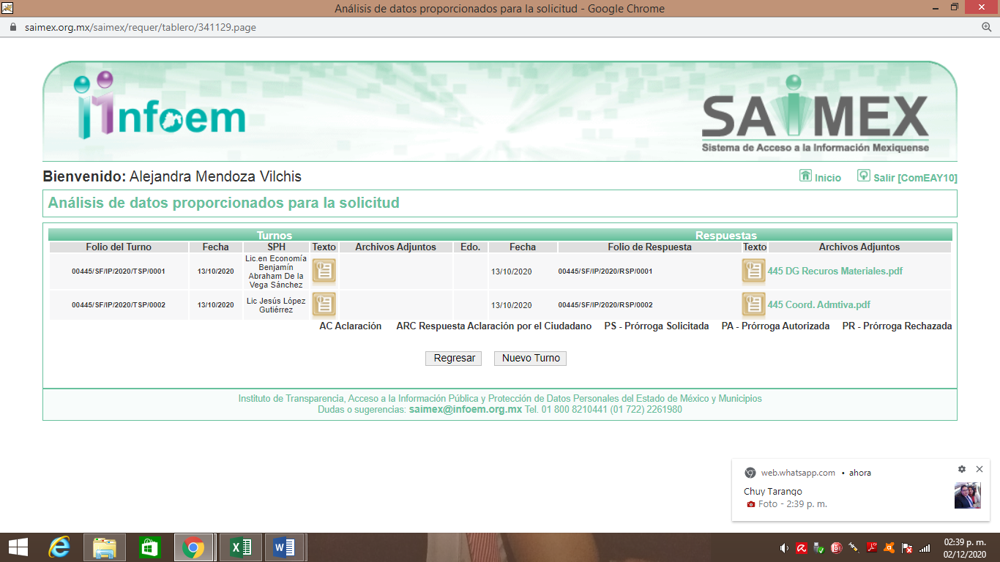 Análisis de datos proporcionados para la solicitud - Google Chrome
saimex.org.mx/saimex/requer/tablero/341129.page
infoem
SAIMEX
Sistema de Acceso a la Información Mexiquense
Bienvenido: Alejandra Mendoza Vilchis
Inicio Salir [ComEAY10]
Análisis de datos proporcionados para la solicitud
Turnos Respuestas
Folio del Turno Fecha SPH Texto Archivos Adjuntos Edo. Fecha Folio de Respuesta Texto Archivos Adjuntos
00445/SF/IP/2020/TSP/0001 13/10/2020 Lic.en Economía
Benjamín
Abraham De la
Vega Sánchez
13/10/2020 00445/SF/IP/2020/RSP/0001 445 DG Recuros Materiales.pdf
00445/SF/IP/2020/TSP/0002 13/10/2020 Lic Jesús López
Gutiérrez
13/10/2020 00445/SF/IP/2020/RSP/0002 445 Coord. Admtiva.pdf
AC Aclaración ARC Respuesta Aclaración por el Ciudadano PS - Prórroga Solicitada PA - Prórroga Autorizada PR - Prórroga Rechazada
Regresar Nuevo Turno
Instituto de Transparencia, Acceso a la Información Pública y Protección de Datos Personales del Estado de México y Municipios
Dudas o sugerencias: saimex@infoem.org.mx Tel. 01 800 8210441 (01 722) 2261980
web.whatsapp.com • ahora
Chuy Tarango
Foto - 2:39 p. m.
02:39 p. m.
02/12/2020